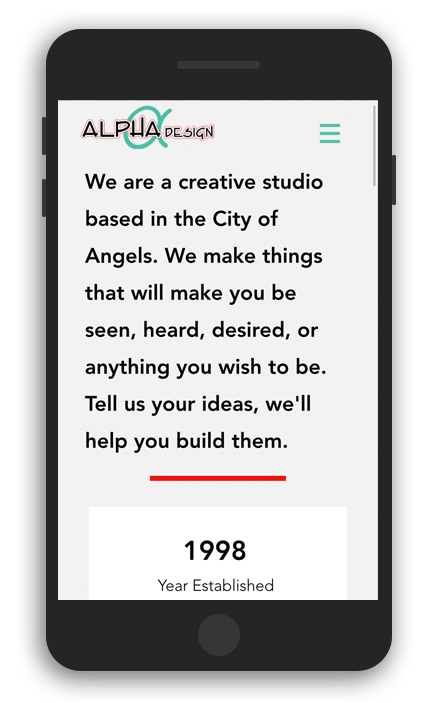 ALPHA DESIGN
We are a creative studio
based in the City of
Angels. We make things
that will make you be
seen, heard, desired, or
anything you wish to be.
Tell us your ideas, we'll
help you build them.
1998
Year Established